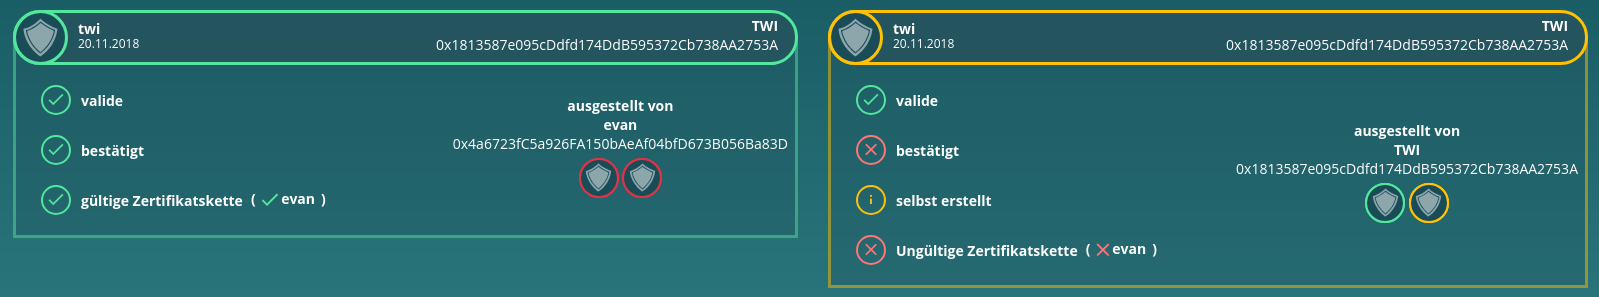 twi
20.11.2018
TWI
0x1813587e095cDdfd174DdB595372Cb738AA2753A
valide
bestätigt
gültige Zertifikatskette ( evan )
ausgestellt von
evan
0x4a6723fC5a926FA150bAeAf04bfD673B056Ba83D
twi
20.11.2018
TWI
0x1813587e095cDdfd174DdB595372Cb738AA2753A
valide
bestätigt
selbst erstellt
Ungültige Zertifikatskette ( evan )
ausgestellt von
TWI
0x1813587e095cDdfd174DdB595372Cb738AA2753A